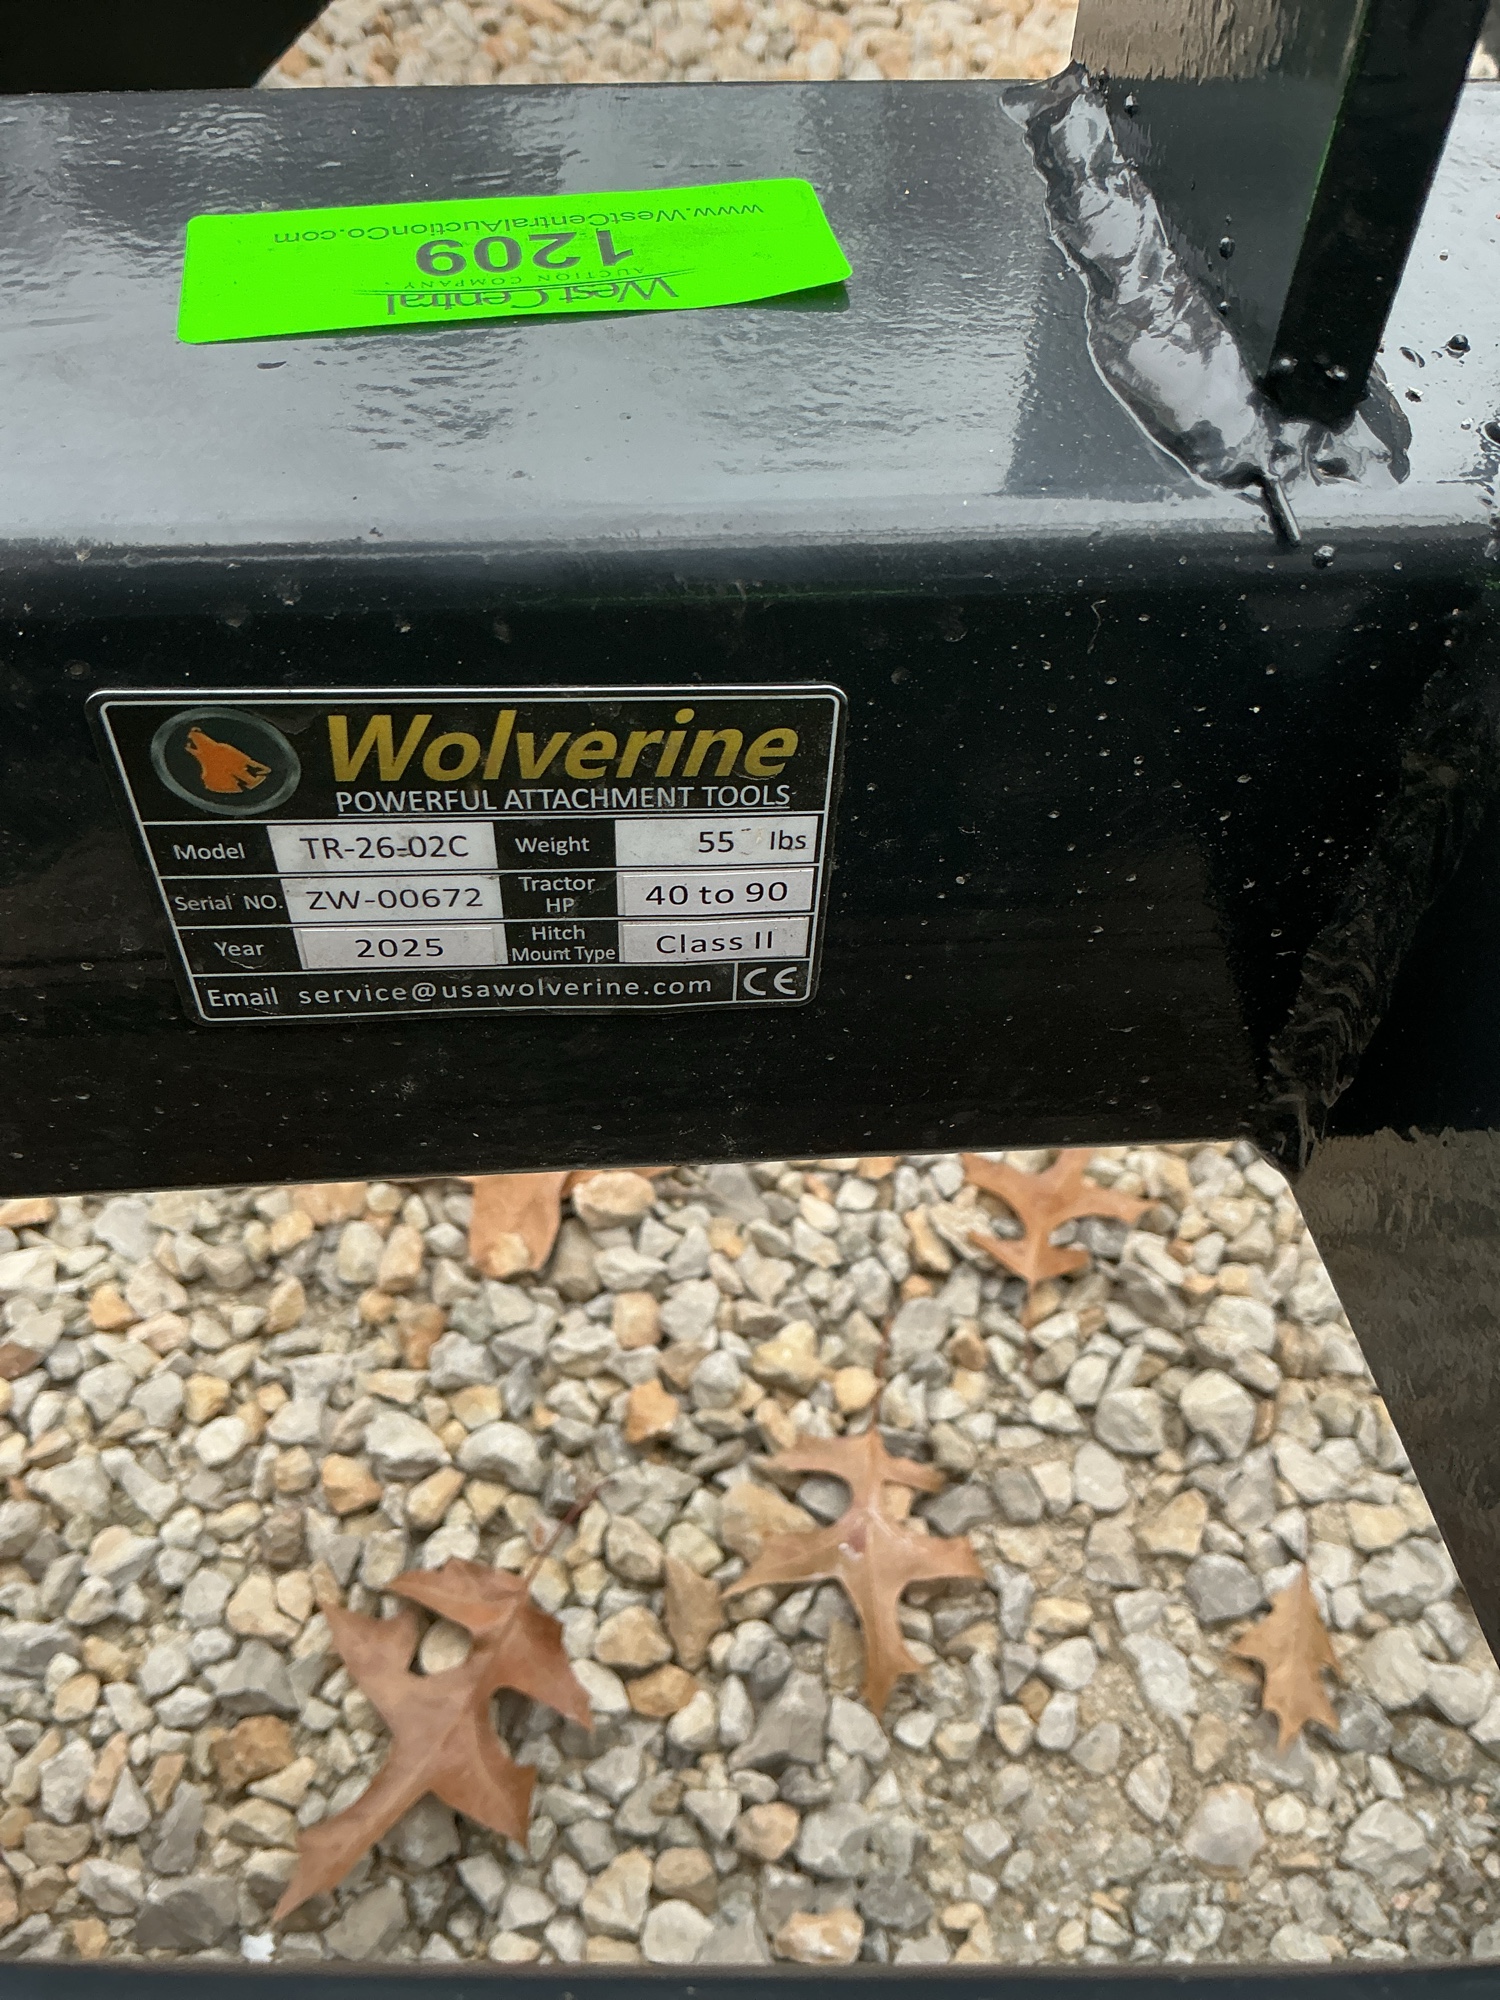 West Central
AUCTION COMPANY
1209
www.WestCentralAuctionCo.com
Wolverine
POWERFUL ATTACHMENT TOOLS
Model TR-26-02C Weight 55 lbs
Serial NO. ZW-00672 Tractor HP 40 to 90
Year 2025 Hitch Mount Type Class II
Email service@usawolverine.com CE